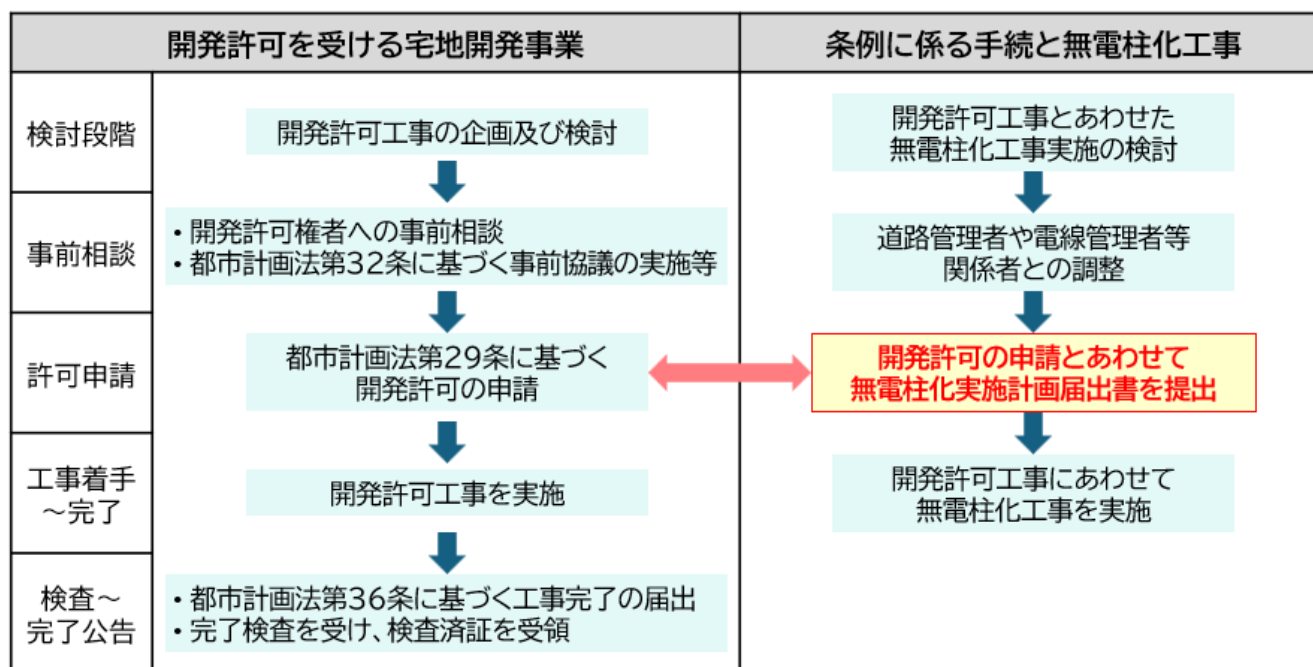 開発許可を受ける宅地開発事業
条例に係る手続と無電柱化工事
検討段階
開発許可工事の企画及び検討
開発許可工事とあわせた
無電柱化工事実施の検討
事前相談
・開発許可権者への事前相談
・都市計画法第32条に基づく事前協議の実施等
道路管理者や電線管理者等
関係者との調整
許可申請
都市計画法第29条に基づく
開発許可の申請
開発許可の申請とあわせて
無電柱化実施計画届出書を提出
工事着手
～完了
開発許可工事を実施
開発許可工事にあわせて
無電柱化工事を実施
検査～
完了公告
・都市計画法第36条に基づく工事完了の届出
・完了検査を受け、検査済証を受領